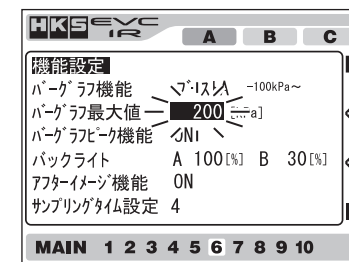 HKS EVC IR
A B C
機能設定
ﾊﾞｰｸﾞﾗﾌ機能 -100kPa～
ﾊﾞｰｸﾞﾗﾌ最大値 200 [kPa]
ﾊﾞｰｸﾞﾗﾌﾋﾟｰｸ機能 ON
バックライト A 100[%] B 30[%]
ｱﾌﾀｰｲﾒｰｼﾞ機能 ON
ｻﾝﾌﾟﾘﾝｸﾞﾀｲﾑ設定 4
MAIN 1 2 3 4 5 6 7 8 9 10